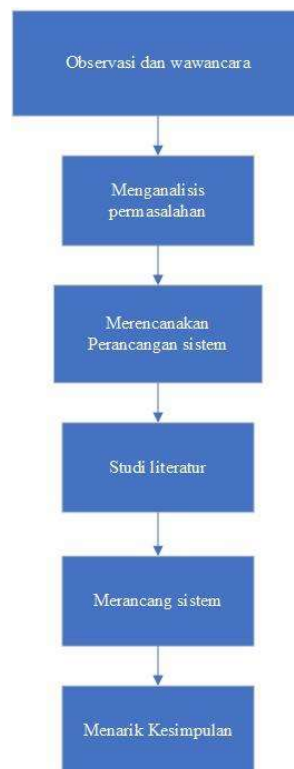 Observasi dan wawancara
Menganalisis
permasalahan
Merencanakan
Perancangan sistem
Studi literatur
Merancang sistem
Menarik Kesimpulan